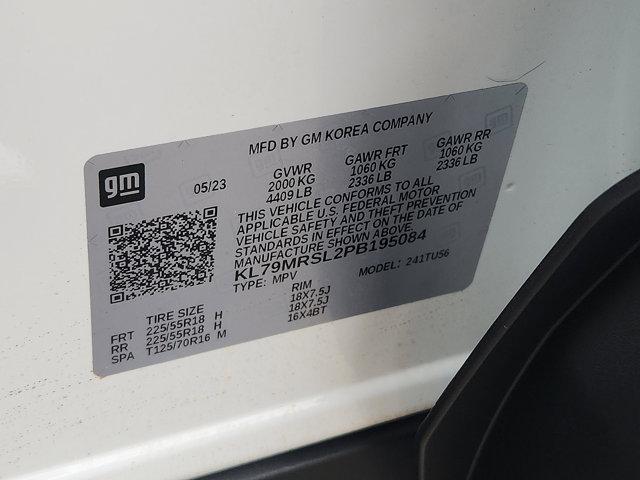 MFD BY GM KOREA COMPANY
gm
05/23
GVWR GAWR FRT GAWR RR
2000 KG 1060 KG 1060 KG
4409 LB 2336 LB 2336 LB
THIS VEHICLE CONFORMS TO ALL
APPLICABLE U.S. FEDERAL MOTOR
VEHICLE SAFETY AND THEFT PREVENTION
STANDARDS IN EFFECT ON THE DATE OF
MANUFACTURE SHOWN ABOVE.
KL79MRSL2PB195084
TYPE: MPV MODEL: 241TU56
TIRE SIZE RIM
FRT 225/55R18 H 18X7.5J
RR 225/55R18 H 18X7.5J
SPA T125/70R16 M 16X4BT